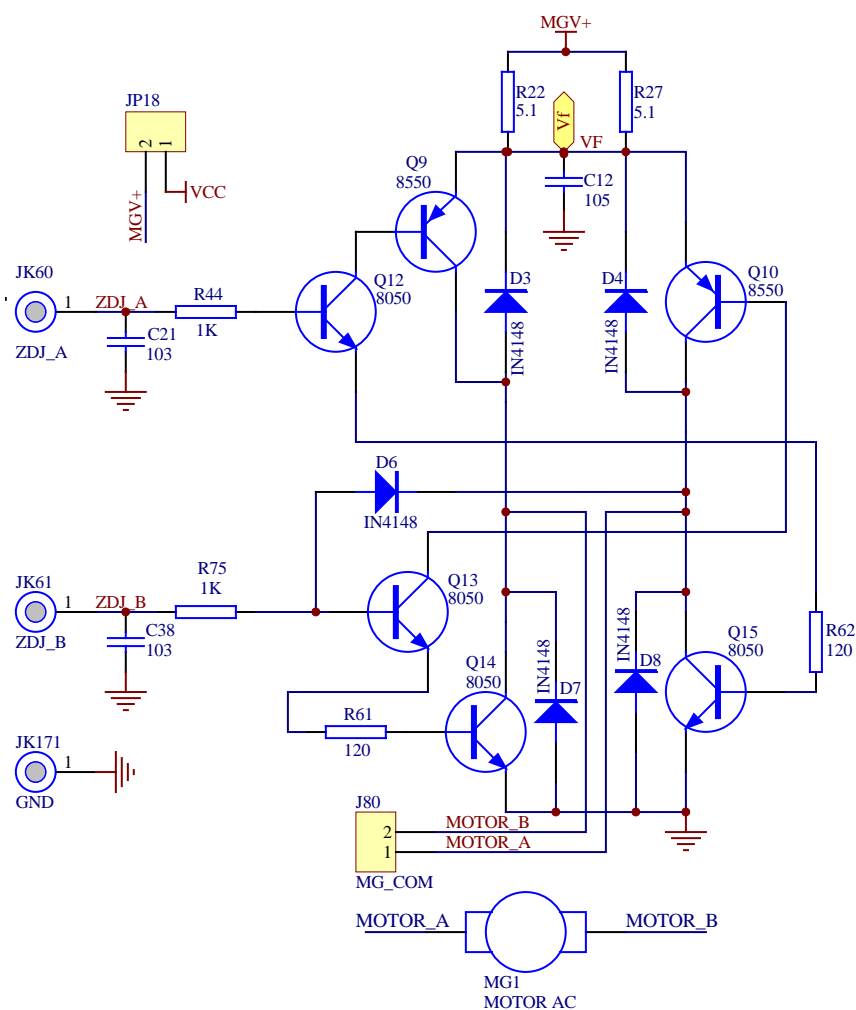 MGV+
R22
5.1
R27
5.1
Vf
VF
JP18
2
1
VCC
MGV+
Q9
8550
C12
105
JK60
1
ZDJ_A
ZDJ_A
R44
1K
C21
103
Q12
8050
D3
IN4148
D4
IN4148
Q10
8550
D6
IN4148
JK61
1
ZDJ_B
ZDJ_B
R75
1K
C38
103
Q13
8050
Q14
8050
IN4148
D7
IN4148
D8
Q15
8050
R62
120
R61
120
JK171
1
GND
J80
2
1
MOTOR_B
MOTOR_A
MG_COM
MOTOR_A
MOTOR_B
MG1
MOTOR AC